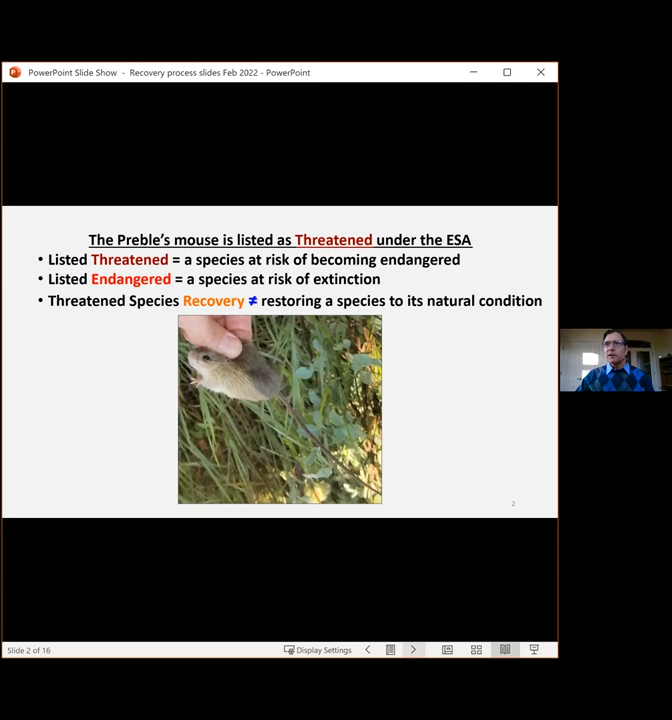 PowerPoint Slide Show - Recovery process slides Feb 2022 - PowerPoint
The Preble's mouse is listed as Threatened under the ESA
• Listed Threatened = a species at risk of becoming endangered
• Listed Endangered = a species at risk of extinction
• Threatened Species Recovery ≠ restoring a species to its natural condition
2
Slide 2 of 16
Display Settings